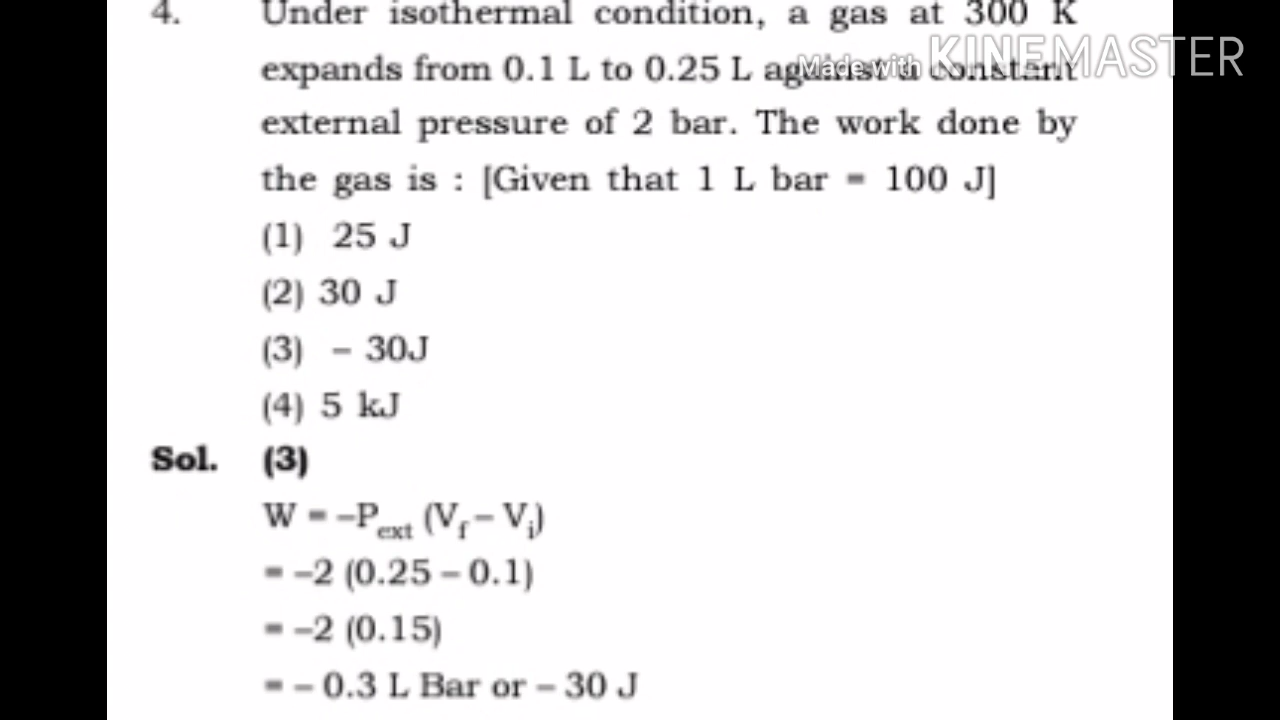 4. Under isothermal condition, a gas at 300 K
expands from 0.1 L to 0.25 L against a constant
Made with KINEMASTER
external pressure of 2 bar. The work done by
the gas is : [Given that 1 L bar = 100 J]
(1) 25 J
(2) 30 J
(3) – 30J
(4) 5 kJ
Sol. (3)
W = –Pext (Vf – Vi)
= –2 (0.25 – 0.1)
= –2 (0.15)
= – 0.3 L Bar or – 30 J